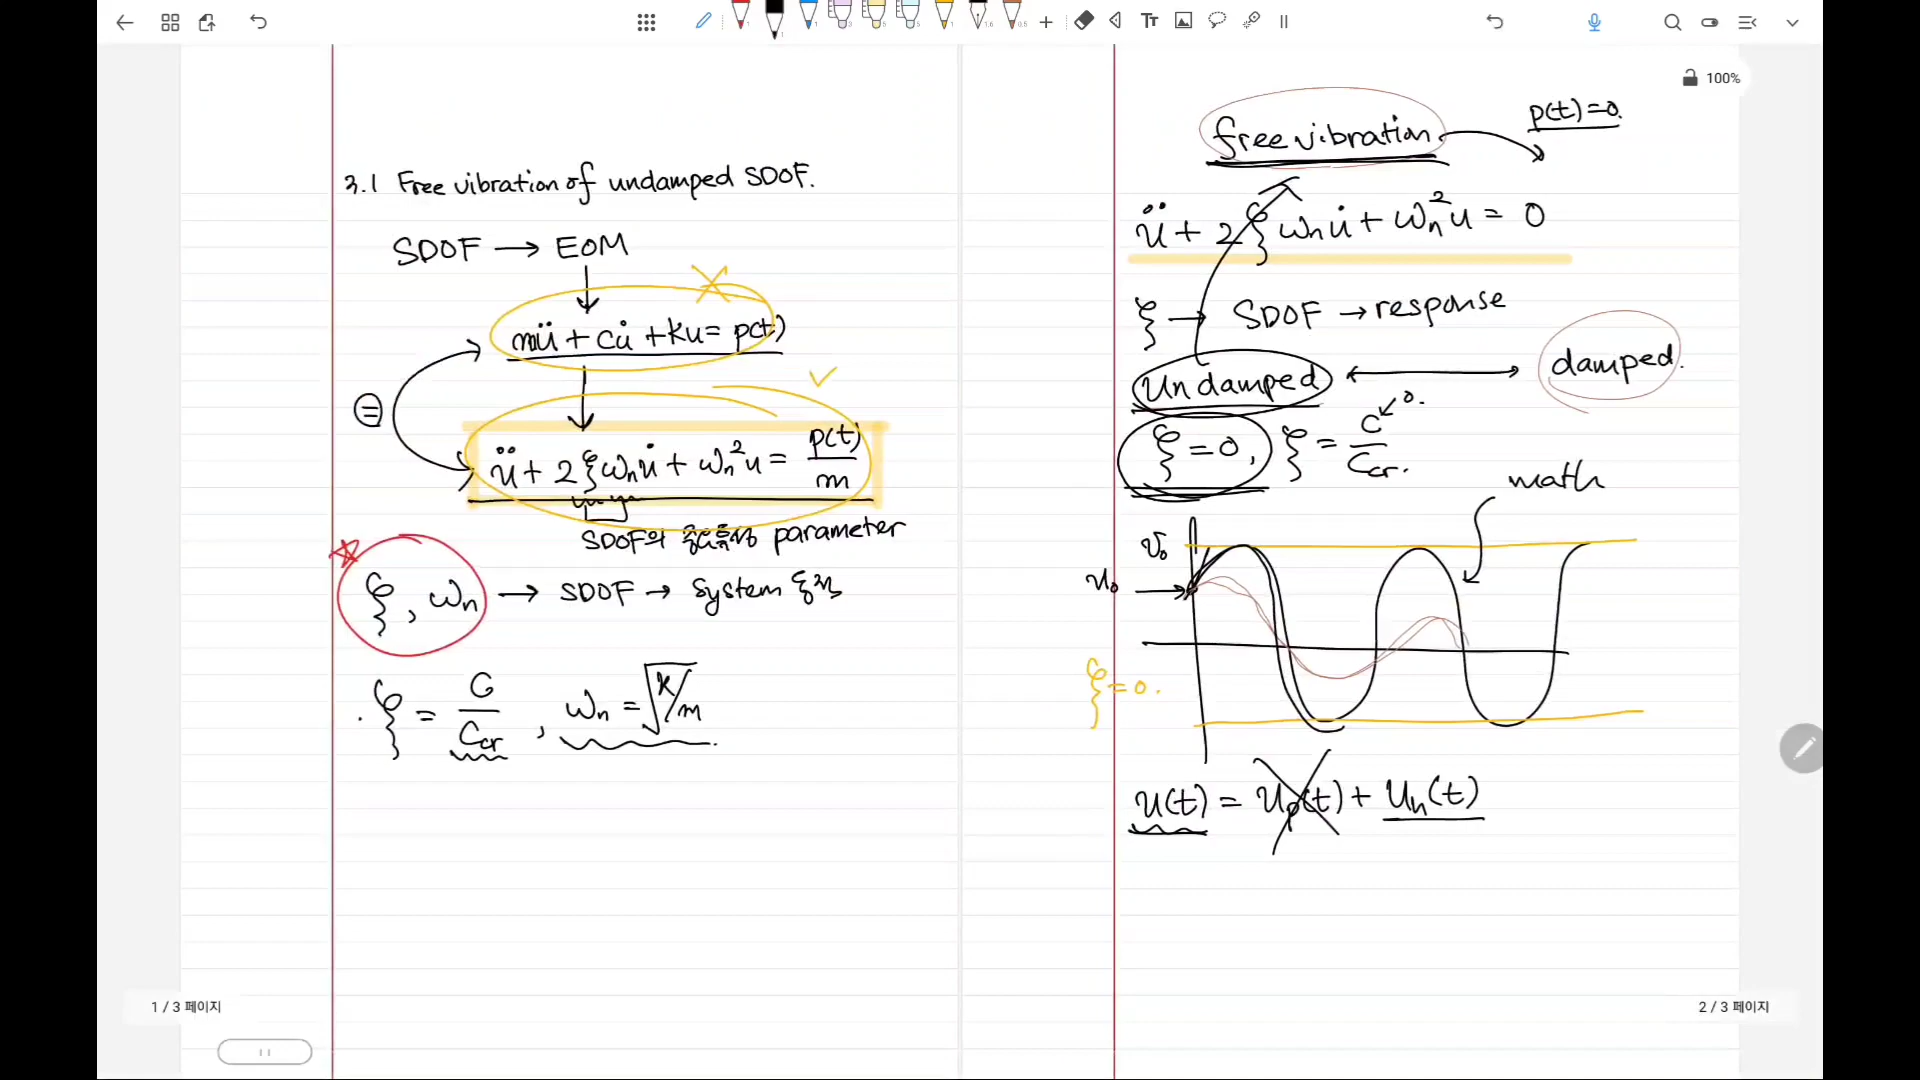 100%
3.1 Free vibration of undamped SDOF.
SDOF → EOM
mü + cu̇ + ku = p(t)
ü + 2ξωₙu̇ + ωₙ²u = p(t)/m
SDOF의 parameter
ξ, ωₙ → SDOF → System
ξ = C/Ccr, ωₙ = √k/m
1 / 3 페이지
free vibration. p(t)=0.
ü + 2ξωₙu̇ + ωₙ²u = 0
ξ → SDOF → response
Undamped ↔ damped.
ξ = 0, ξ = C/Ccr. 0.
math
u₀
ξ = 0.
u(t) = uₚ(t) + uₕ(t)
2 / 3 페이지